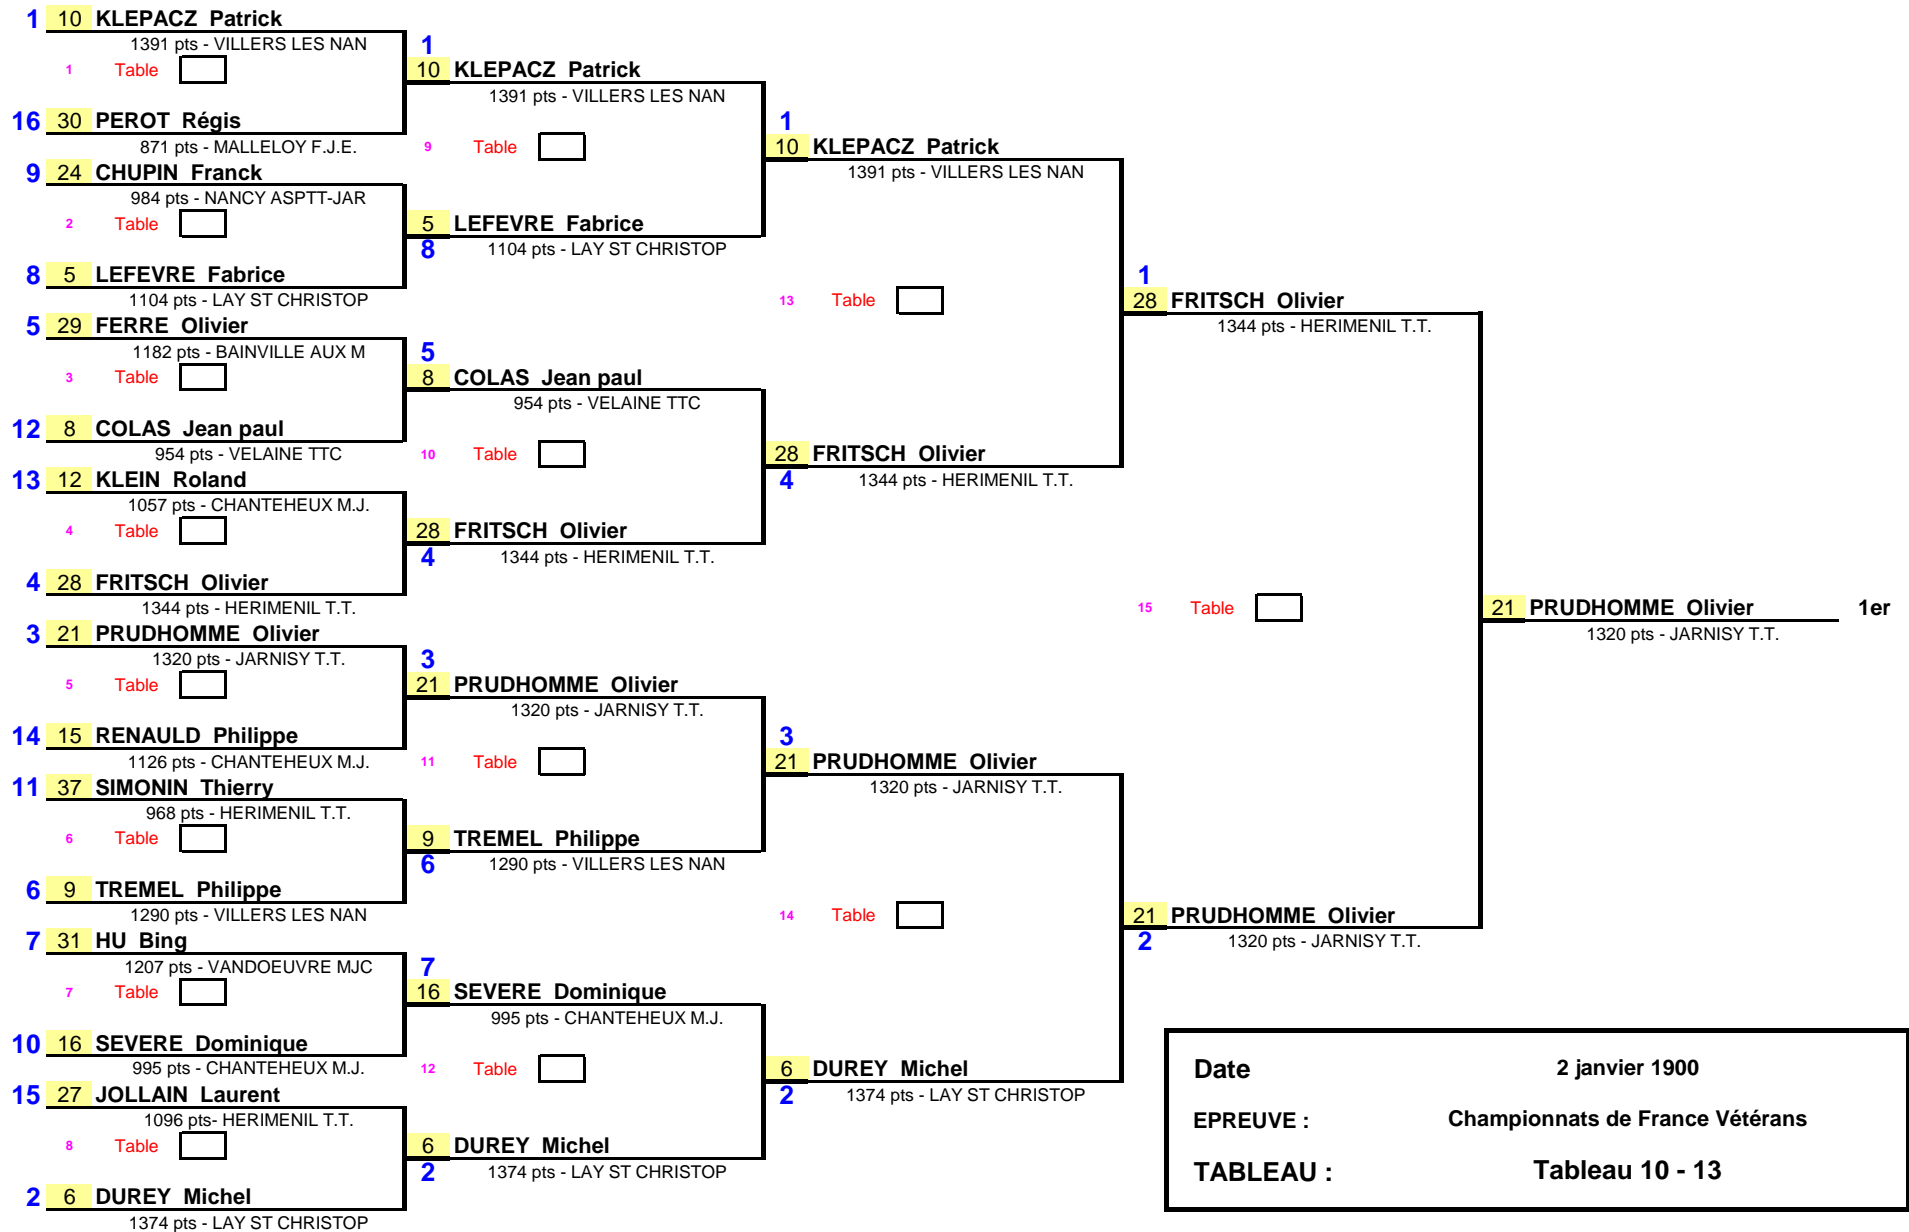 1 10 KLEPACZ Patrick
1391 pts - VILLERS LES NAN
1 Table
16 30 PEROT Régis
871 pts - MALLELOY F.J.E.
9 24 CHUPIN Franck
984 pts - NANCY ASPTT-JAR
2 Table
8 5 LEFEVRE Fabrice
1104 pts - LAY ST CHRISTOP
5 29 FERRE Olivier
1182 pts - BAINVILLE AUX M
3 Table
12 8 COLAS Jean paul
954 pts - VELAINE TTC
13 12 KLEIN Roland
1057 pts - CHANTEHEUX M.J.
4 Table
4 28 FRITSCH Olivier
1344 pts - HERIMENIL T.T.
3 21 PRUDHOMME Olivier
1320 pts - JARNISY T.T.
5 Table
14 15 RENAULD Philippe
1126 pts - CHANTEHEUX M.J.
11 37 SIMONIN Thierry
968 pts - HERIMENIL T.T.
6 Table
6 9 TREMEL Philippe
1290 pts - VILLERS LES NAN
7 31 HU Bing
1207 pts - VANDOEUVRE MJC
7 Table
10 16 SEVERE Dominique
995 pts - CHANTEHEUX M.J.
15 27 JOLLAIN Laurent
1096 pts- HERIMENIL T.T.
8 Table
2 6 DUREY Michel
1374 pts - LAY ST CHRISTOP
1
10 KLEPACZ Patrick
1391 pts - VILLERS LES NAN
9 Table
5 LEFEVRE Fabrice
8 1104 pts - LAY ST CHRISTOP
5
8 COLAS Jean paul
954 pts - VELAINE TTC
10 Table
28 FRITSCH Olivier
4 1344 pts - HERIMENIL T.T.
3
21 PRUDHOMME Olivier
1320 pts - JARNISY T.T.
11 Table
9 TREMEL Philippe
6 1290 pts - VILLERS LES NAN
7
16 SEVERE Dominique
995 pts - CHANTEHEUX M.J.
12 Table
6 DUREY Michel
2 1374 pts - LAY ST CHRISTOP
1
10 KLEPACZ Patrick
1391 pts - VILLERS LES NAN
13 Table
28 FRITSCH Olivier
4 1344 pts - HERIMENIL T.T.
3
21 PRUDHOMME Olivier
1320 pts - JARNISY T.T.
14 Table
6 DUREY Michel
2 1374 pts - LAY ST CHRISTOP
1
28 FRITSCH Olivier
1344 pts - HERIMENIL T.T.
15 Table
21 PRUDHOMME Olivier
2 1320 pts - JARNISY T.T.
21 PRUDHOMME Olivier 1er
1320 pts - JARNISY T.T.
Date 2 janvier 1900
EPREUVE : Championnats de France Vétérans
TABLEAU : Tableau 10 - 13